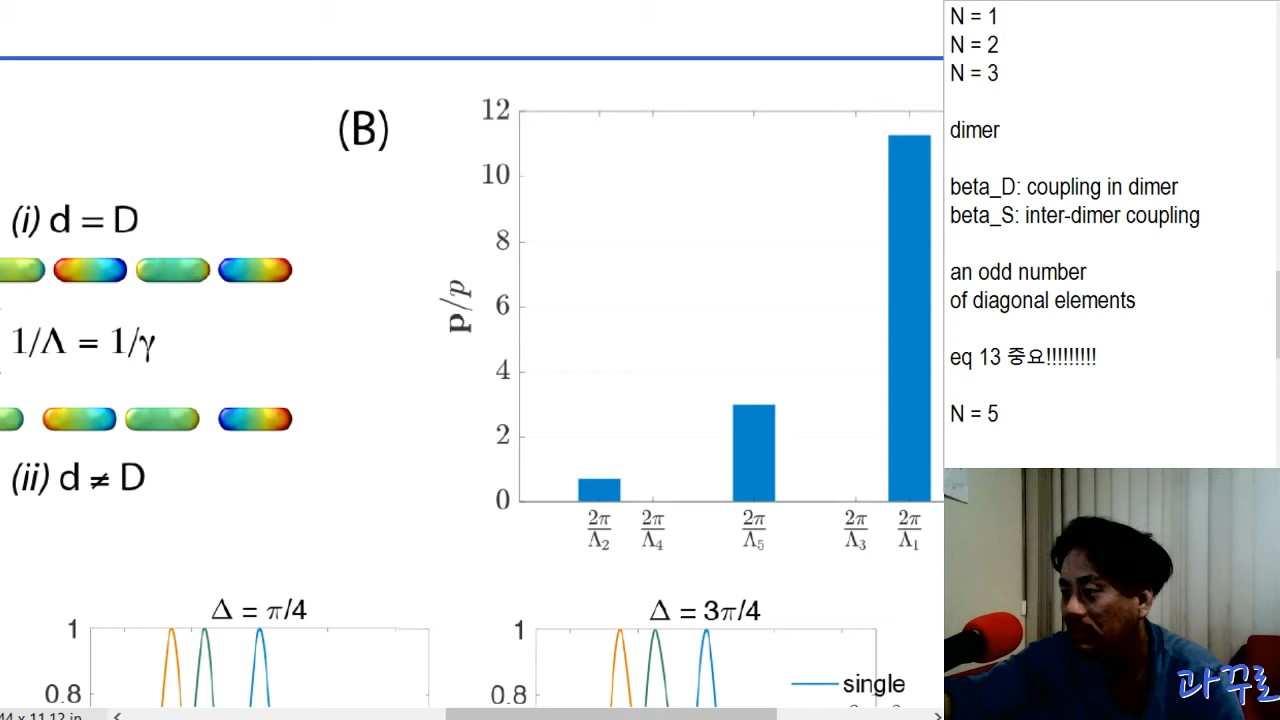 (B)
(i) d = D
1/Λ = 1/γ
(ii) d ≠ D
12
10
8
6
4
2
0
p/p
2π/Λ₂
2π/Λ₄
2π/Λ₅
2π/Λ₃
2π/Λ₁
Δ = π/4
1
0.8
Δ = 3π/4
1
0.8
single
N = 1
N = 2
N = 3
dimer
beta_D: coupling in dimer
beta_S: inter-dimer coupling
an odd number
of diagonal elements
eq 13 중요!!!!!!!!!
N = 5
과꾸로